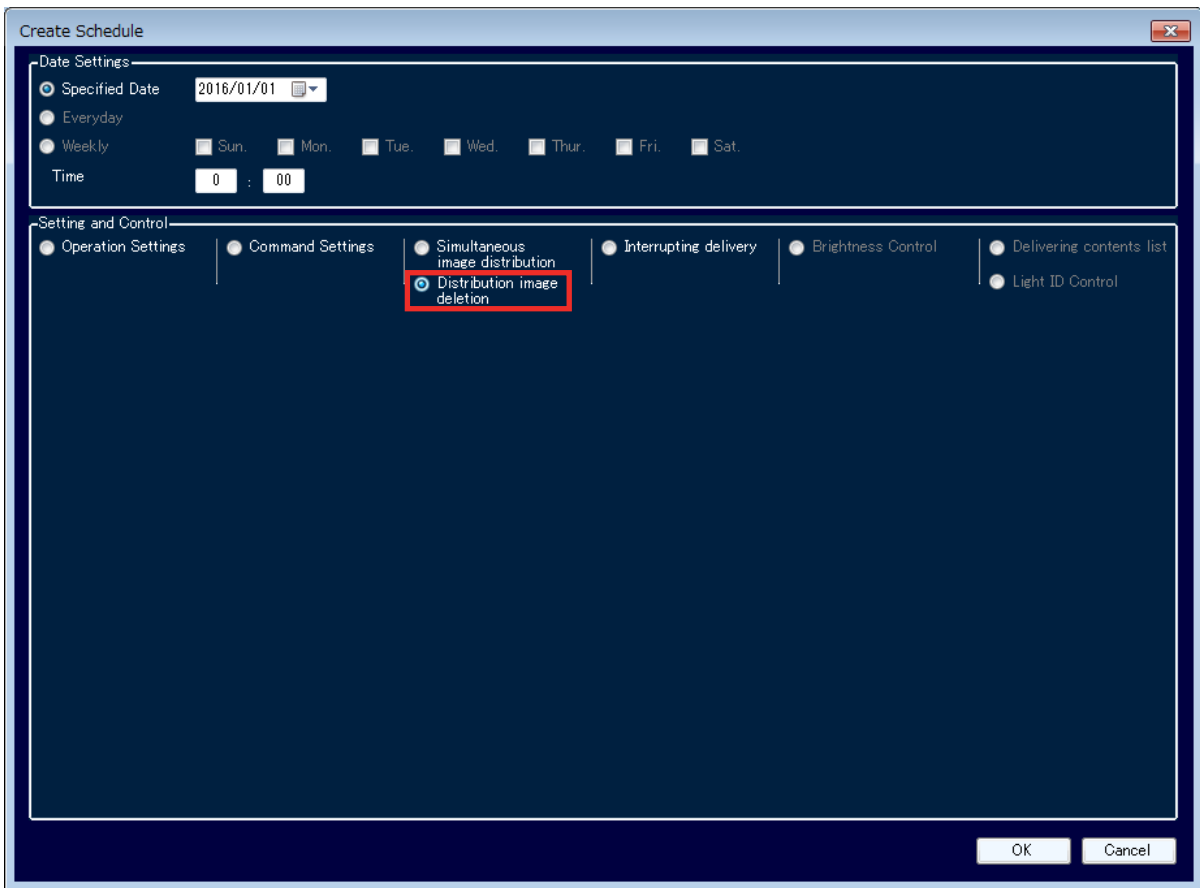 Create Schedule
Date Settings
Specified Date 2016/01/01
Everyday
Weekly Sun. Mon. Tue. Wed. Thur. Fri. Sat.
Time 0 : 00
Setting and Control
Operation Settings Command Settings Simultaneous Interrupting delivery Brightness Control Delivering contents list
image distribution
Distribution image Light ID Control
deletion
OK Cancel